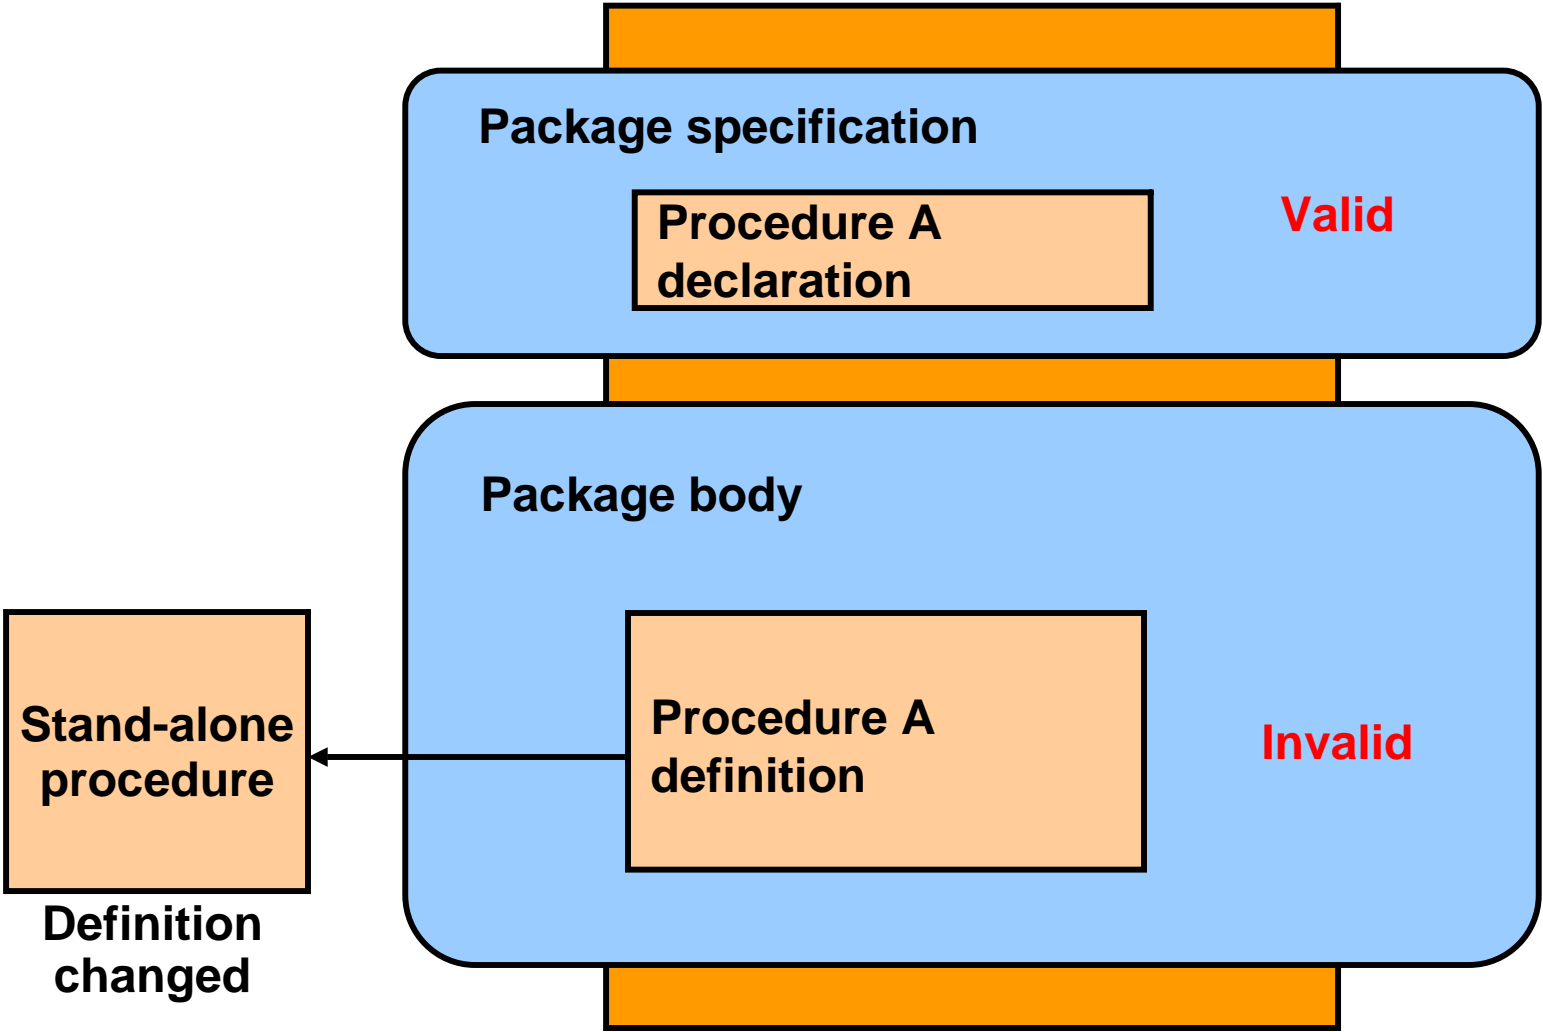 Package specification
Procedure A
declaration
Valid
Package body
Stand-alone
procedure
Procedure A
definition
Invalid
Definition
changed